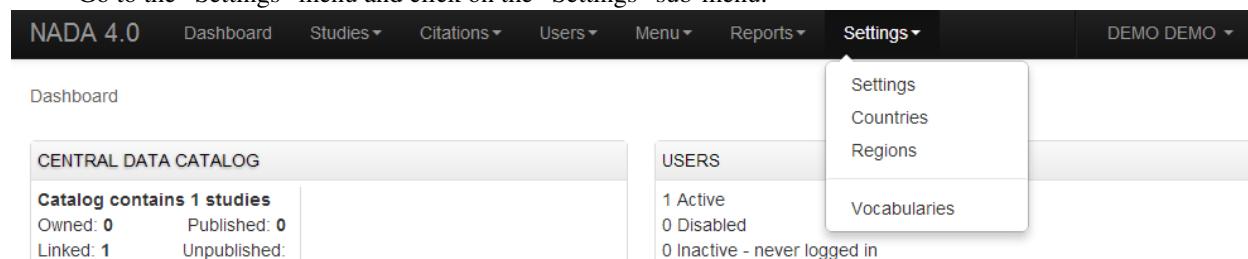 Go to the "Settings" menu and click on the "Settings" sub-menu.
NADA 4.0 Dashboard Studies Citations Users Menu Reports Settings DEMO DEMO
Settings
Countries
Regions
Vocabularies
Dashboard
CENTRAL DATA CATALOG
Catalog contains 1 studies
Owned: 0 Published: 0
Linked: 1 Unpublished:
USERS
1 Active
0 Disabled
0 Inactive - never logged in